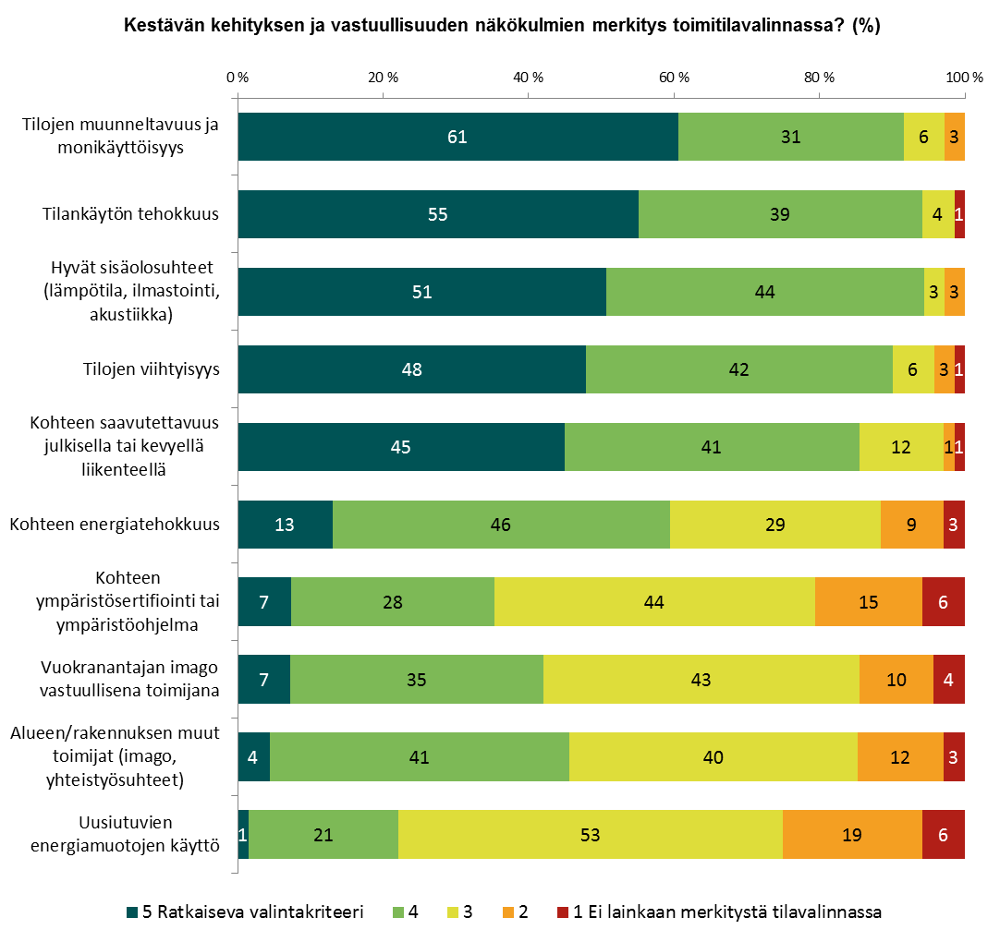 Kestävän kehityksen ja vastuullisuuden näkökulmien merkitys toimitilavalinnassa? (%)
0 % 20 % 40 % 60 % 80 % 100 %
Tilojen muunneltavuus ja
monikäyttöisyys
61 31 6 3
Tilankäytön tehokkuus
55 39 4 1
Hyvät sisäolosuhteet
(lämpötila, ilmastointi,
akustiikka)
51 44 3 3
Tilojen viihtyisyys
48 42 6 3 1
Kohteen saavutettavuus
julkisella tai kevyellä
liikenteellä
45 41 12 1 1
Kohteen energiatehokkuus
13 46 29 9 3
Kohteen
ympäristösertifiointi tai
ympäristöohjelma
7 28 44 15 6
Vuokranantajan imago
vastuullisena toimijana
7 35 43 10 4
Alueen/rakennuksen muut
toimijat (imago,
yhteistyösuhteet)
4 41 40 12 3
Uusiutuvien
energiamuotojen käyttö
1 21 53 19 6
5 Ratkaiseva valintakriteeri 4 3 2 1 Ei lainkaan merkitystä tilavalinnassa